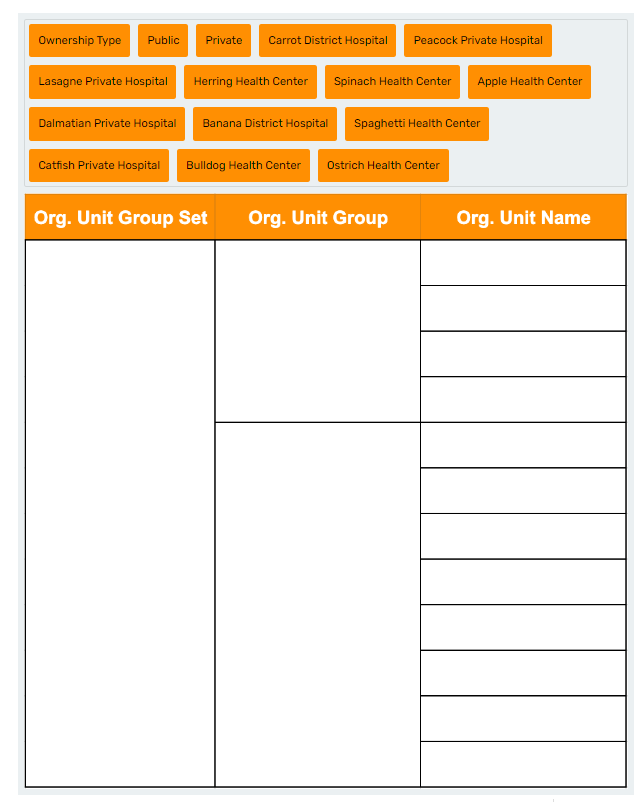 Ownership Type Public Private Carrot District Hospital Peacock Private Hospital
Lasagne Private Hospital Herring Health Center Spinach Health Center Apple Health Center
Dalmatian Private Hospital Banana District Hospital Spaghetti Health Center
Catfish Private Hospital Bulldog Health Center Ostrich Health Center
Org. Unit Group Set Org. Unit Group Org. Unit Name